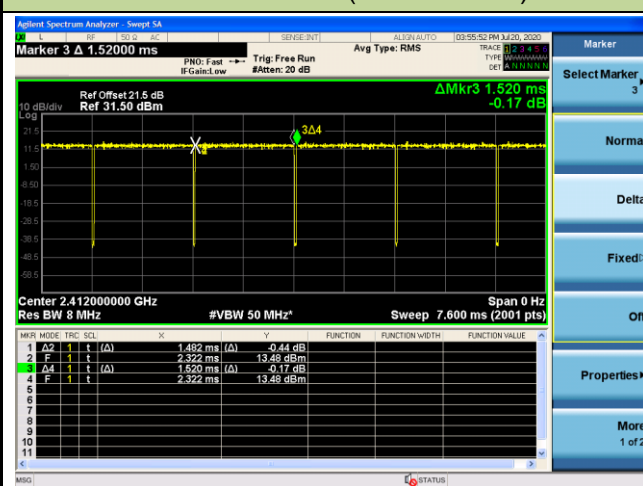 Agilent Spectrum Analyzer - Swept SA
LXI L RF 50 Ω AC SENSE:INT ALIGN AUTO 03:55:52 PM Jul 20, 2020
Marker 3 Δ 1.52000 ms
PNO: Fast Trig: Free Run
IFGain:Low #Atten: 20 dB
Avg Type: RMS
TRACE 1 2 3 4 5 6
TYPE WWWWWW
DET A N N N N N
ΔMkr3 1.520 ms
-0.17 dB
Ref Offset 21.5 dB
10 dB/div Ref 31.50 dBm
Log
21.5
11.5
1.50
-8.50
-18.5
-28.5
-38.5
-48.5
-58.5
3Δ4
Center 2.412000000 GHz Span 0 Hz
Res BW 8 MHz #VBW 50 MHz* Sweep 7.600 ms (2001 pts)
MKR MODE TRC SCL X Y FUNCTION FUNCTION WIDTH FUNCTION VALUE
1 Δ2 1 t (Δ) 1.482 ms (Δ) -0.44 dB
2 F 1 t 2.322 ms 13.48 dBm
3 Δ4 1 t (Δ) 1.520 ms (Δ) -0.17 dB
4 F 1 t 2.322 ms 13.48 dBm
5
6
7
8
9
10
11
MSG STATUS
Marker
Select Marker
3
Norma
Delta
Fixed
Of
Properties
More
1 of 2